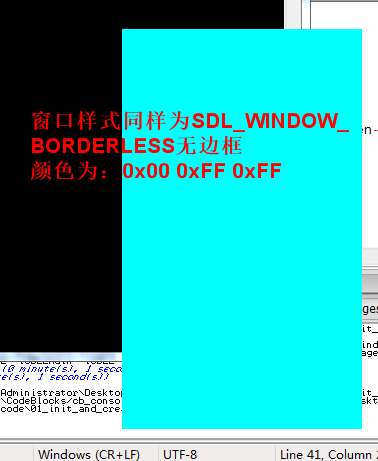 en-
窗口样式同样为SDL_WINDOW_
BORDERLESS无边框
颜色为：0x00 0xFF 0xFF
ges
(0 minute(s), 1 seco
te(s), 1 second(s))
Administrator\Deskto
\CodeBlocks/cb_conso
code\01_init_and_cre
Windows (CR+LF)
UTF-8
Line 41, Column